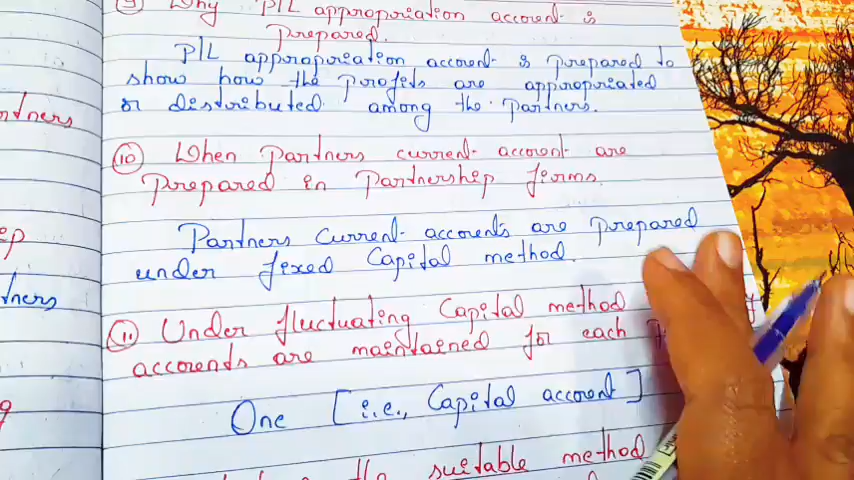 9 Why P/L appropriation account is
Prepared.
P/L appropriation account is prepared to
show how the profits are appropriated
or distributed among the Partners.
rtners
10 When Partners current account are
Prepared in Partnership firms.
Partners Current accounts are Prepared
under fixed Capital method.
11. Under fluctuating Capital method
accounts are maintained for each
One [i.e., Capital account]
the suitable method